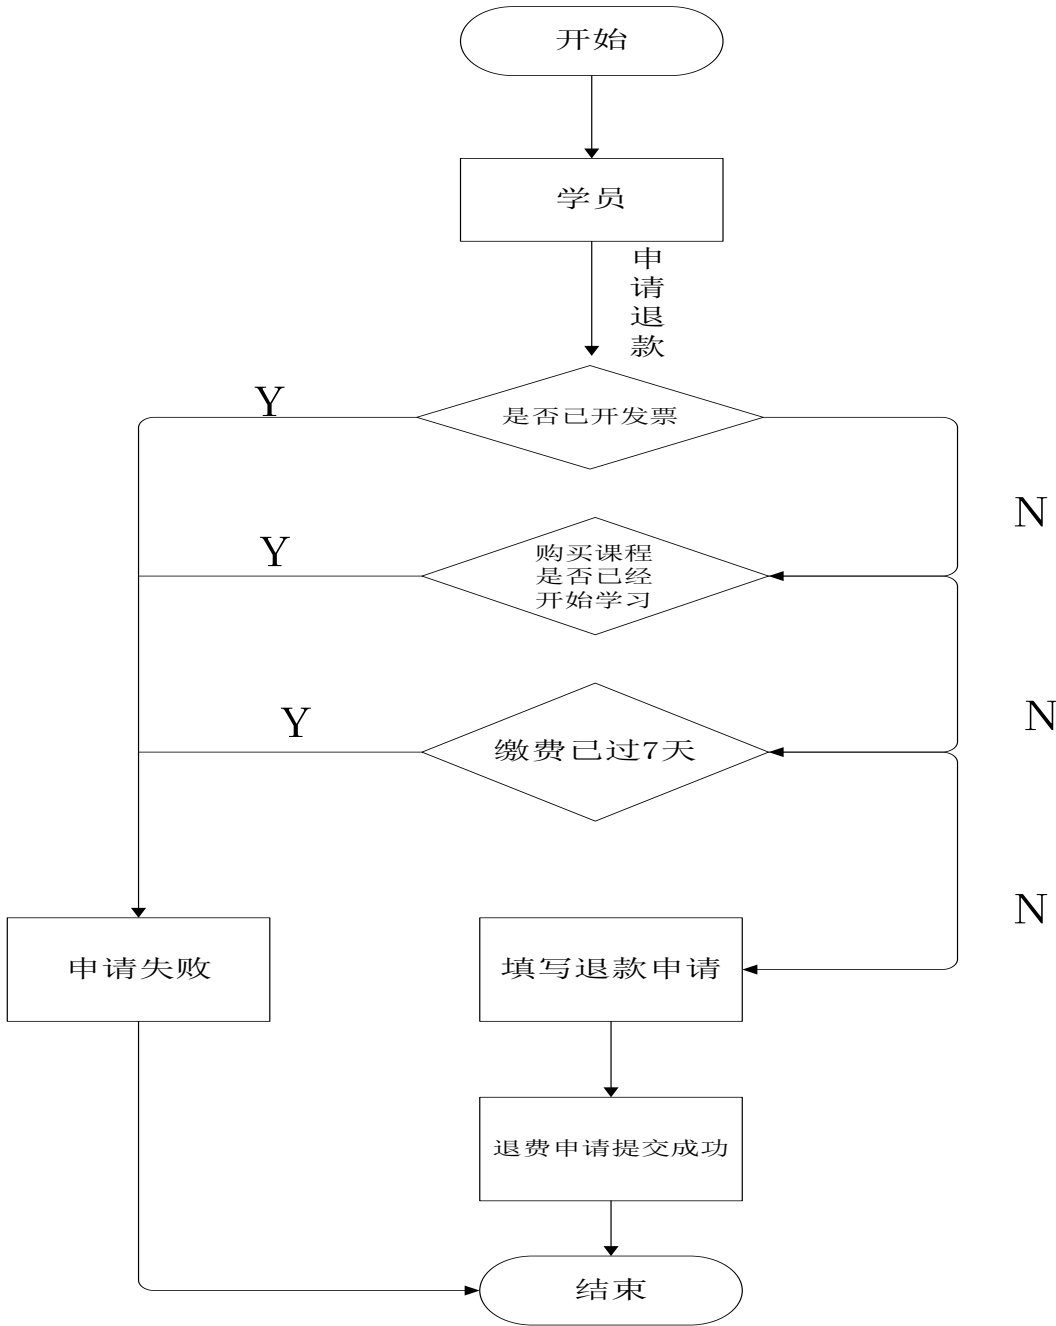 开始
学员
申
请
退
款
Y
是否已开发票
N
Y
购买课程
是否已经
开始学习
N
Y
缴费已过7天
N
申请失败
填写退款申请
退费申请提交成功
结束